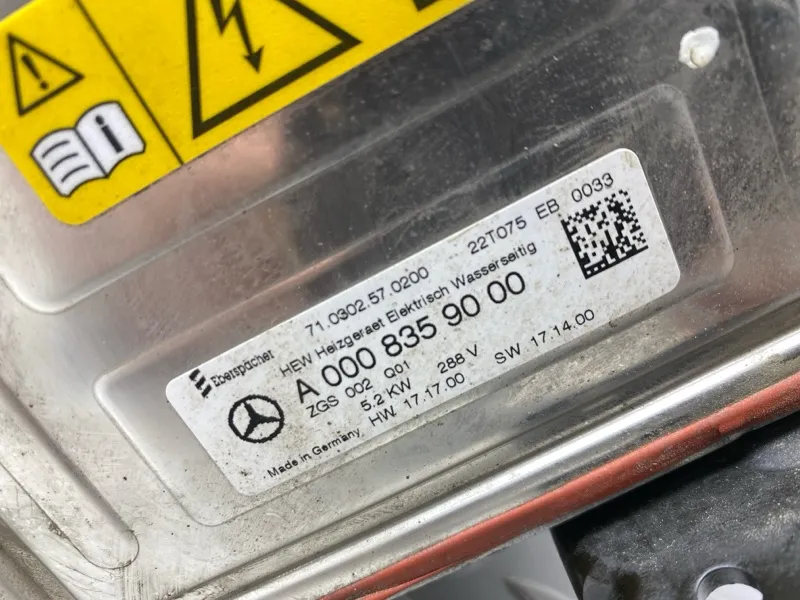 71.0302.57.0200 22T075 EB 0033
Eberspächer
HEW Heizgeraet Elektrisch Wasserseitig
A 000 835 90 00
ZGS 002 Q01
5.2 KW 288 V
HW 17.17.00 SW 17.14.00
Made in Germany